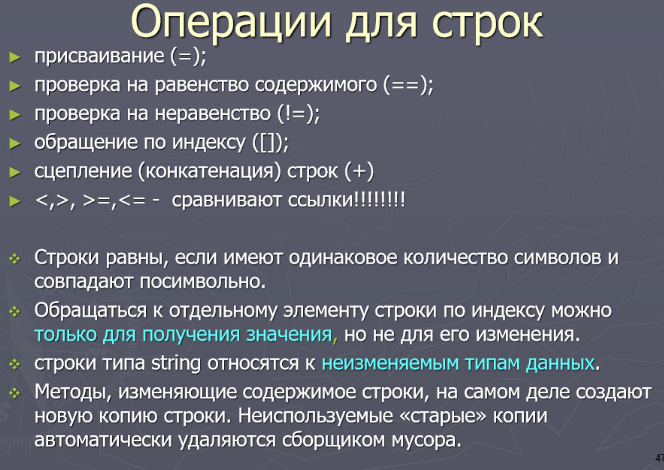 Операции для строк
► присваивание (=);
► проверка на равенство содержимого (==);
► проверка на неравенство (!=);
► обращение по индексу ([]);
► сцепление (конкатенация) строк (+)
► <,>, >=,<= -  сравнивают ссылки!!!!!!!!
❖ Строки равны, если имеют одинаковое количество символов и
совпадают посимвольно.
❖ Обращаться к отдельному элементу строки по индексу можно
только для получения значения, но не для его изменения.
❖ строки типа string относятся к неизменяемым типам данных.
❖ Методы, изменяющие содержимое строки, на самом деле создают
новую копию строки. Неиспользуемые «старые» копии
автоматически удаляются сборщиком мусора.